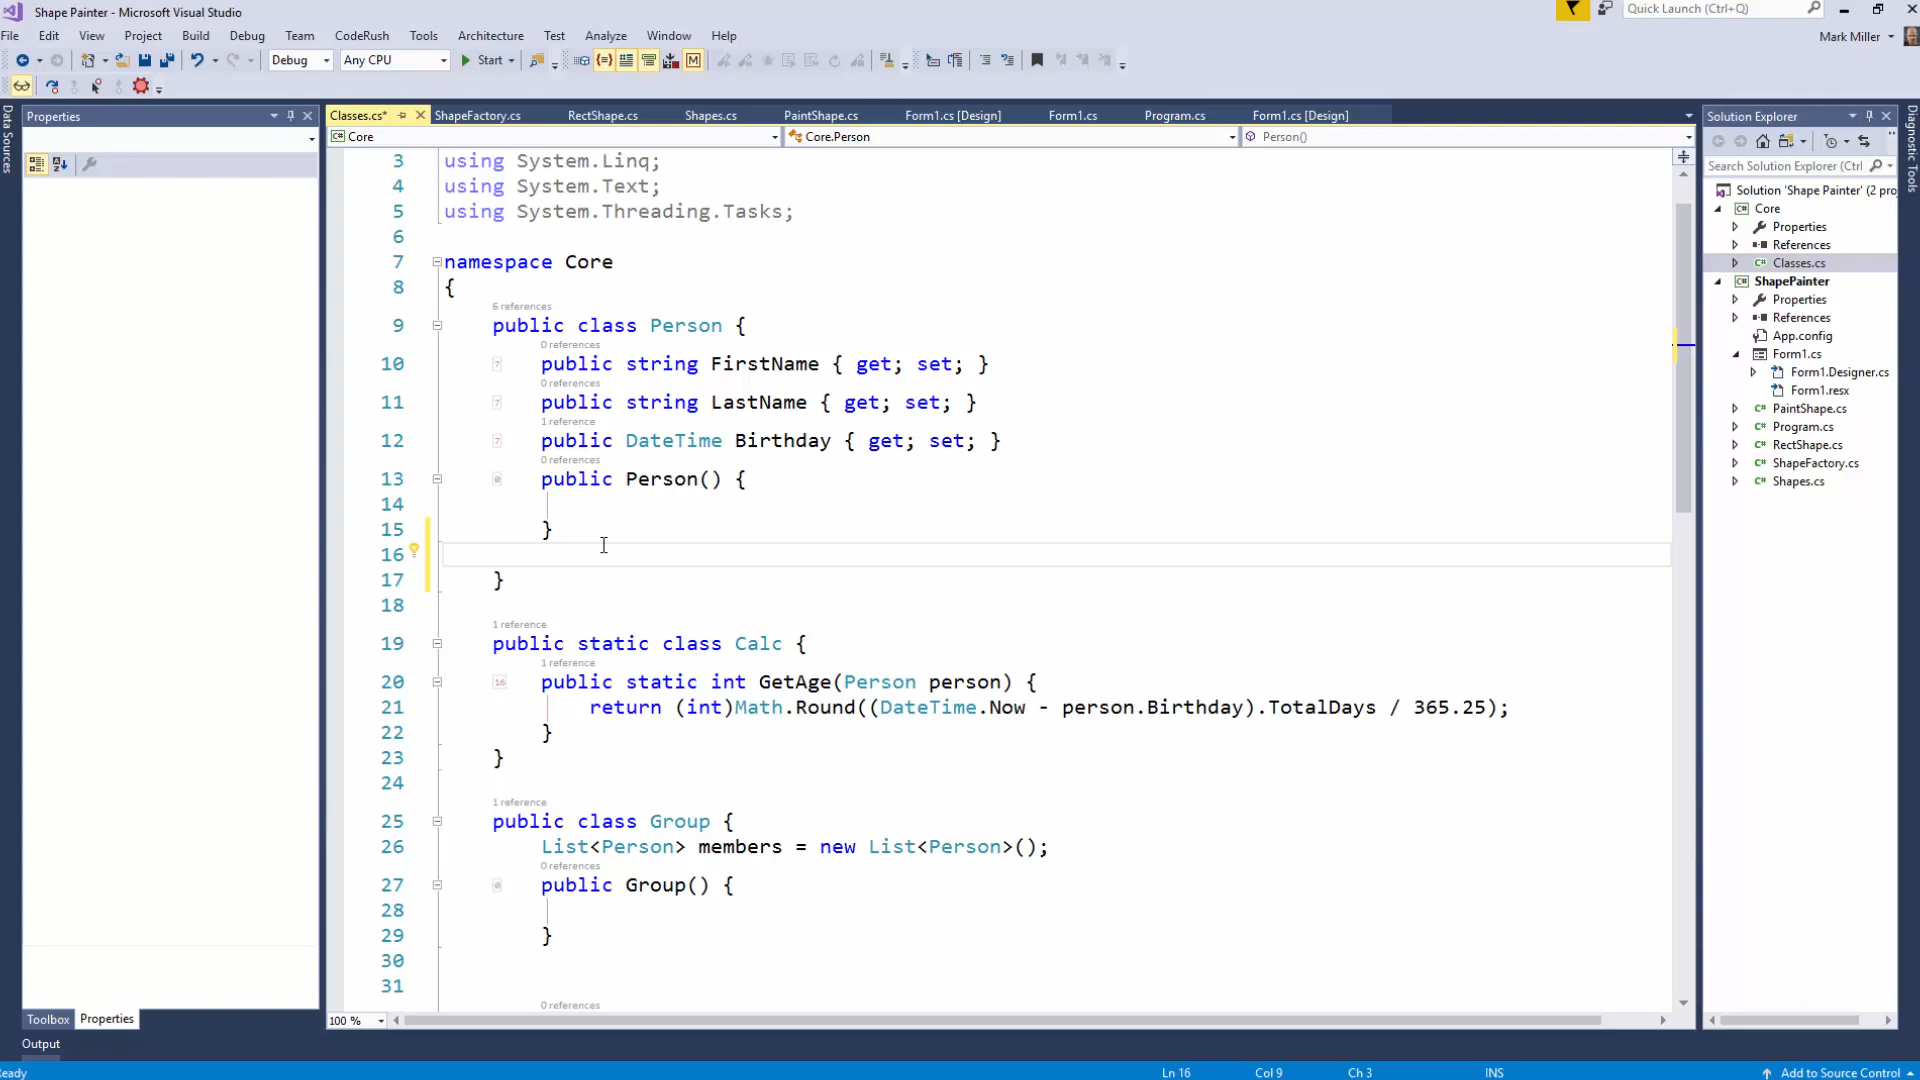 Shape Painter - Microsoft Visual Studio
Quick Launch (Ctrl+Q)
File Edit View Project Build Debug Team CodeRush Tools Architecture Test Analyze Window Help
Mark Miller
Debug Any CPU Start
Data Sources
Properties
Classes.cs* ShapeFactory.cs RectShape.cs Shapes.cs PaintShape.cs Form1.cs [Design] Form1.cs Program.cs Form1.cs [Design]
Core Core.Person Person()
3 using System.Linq;
4 using System.Text;
5 using System.Threading.Tasks;
6
7 namespace Core
8 {
6 references
9 public class Person {
0 references
10 public string FirstName { get; set; }
0 references
11 public string LastName { get; set; }
1 reference
12 public DateTime Birthday { get; set; }
0 references
13 public Person() {
14
15 }
16
17 }
18
1 reference
19 public static class Calc {
1 reference
20 public static int GetAge(Person person) {
21 return (int)Math.Round((DateTime.Now - person.Birthday).TotalDays / 365.25);
22 }
23 }
24
1 reference
25 public class Group {
26 List<Person> members = new List<Person>();
0 references
27 public Group() {
28
29 }
30
31
0 references
100 %
Solution Explorer
Search Solution Explorer (Ctrl
Solution 'Shape Painter' (2 pro
Core
Properties
References
Classes.cs
ShapePainter
Properties
References
App.config
Form1.cs
Form1.Designer.cs
Form1.resx
PaintShape.cs
Program.cs
RectShape.cs
ShapeFactory.cs
Shapes.cs
Diagnostic Tools
Toolbox Properties
Output
Ready Ln 16 Col 9 Ch 3 INS Add to Source Control